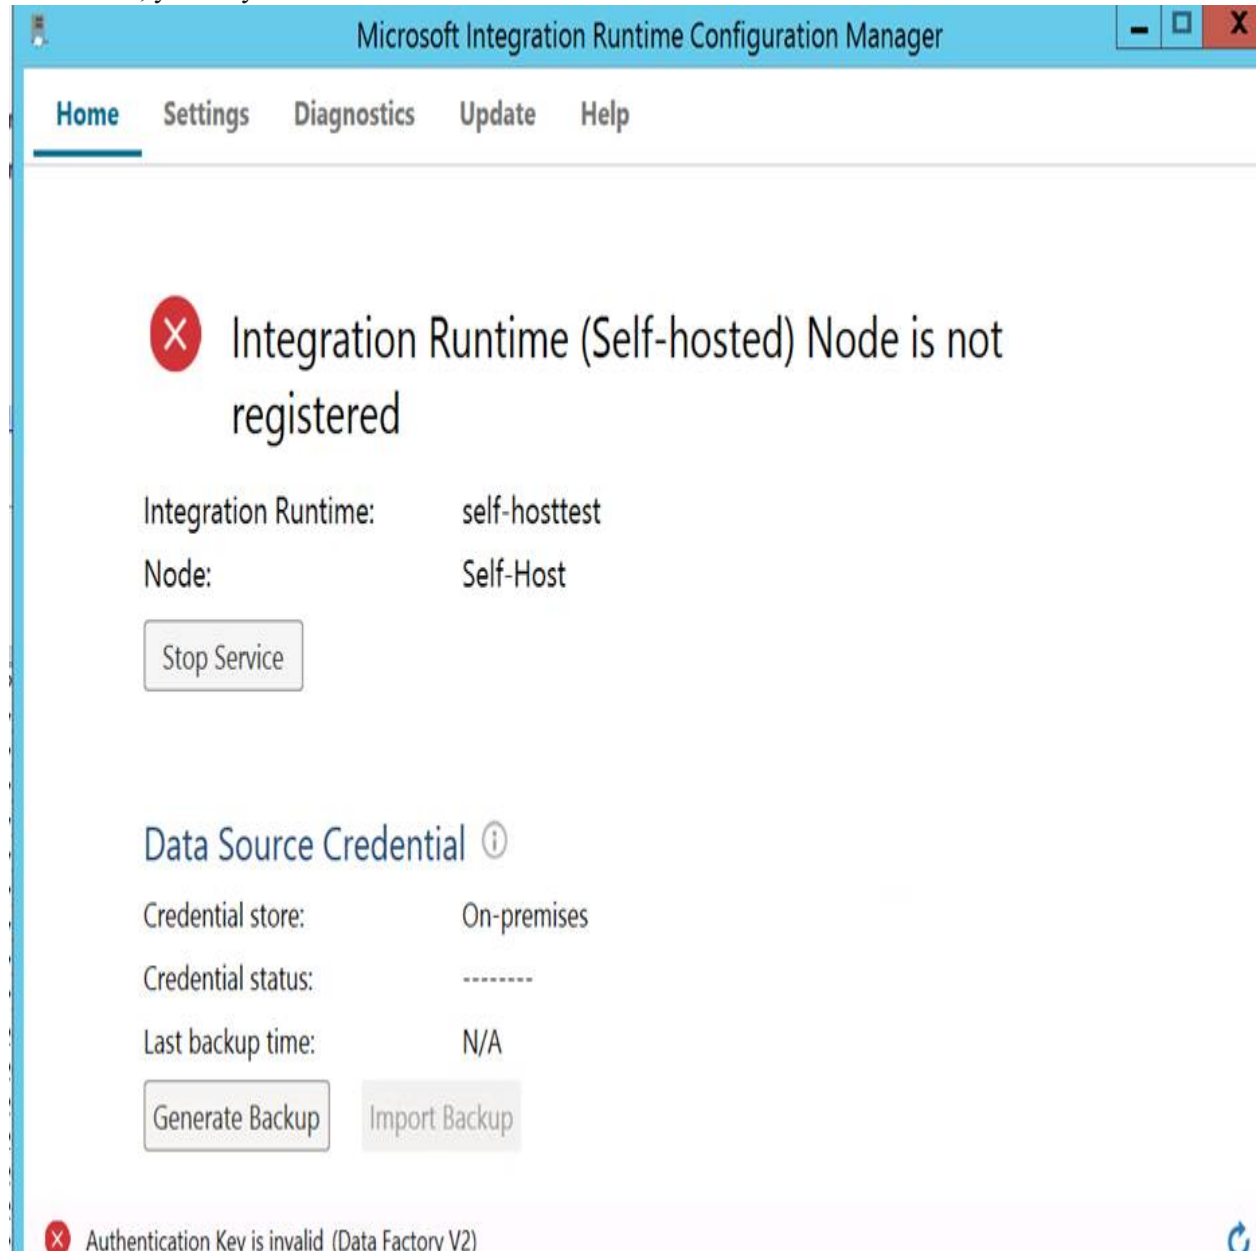 Microsoft Integration Runtime Configuration Manager
Home Settings Diagnostics Update Help
Integration Runtime (Self-hosted) Node is not
registered
Integration Runtime: self-hosttest
Node: Self-Host
Stop Service
Data Source Credential
Credential store: On-premises
Credential status: --------
Last backup time: N/A
Generate Backup Import Backup
Authentication Key is invalid (Data Factory V2)